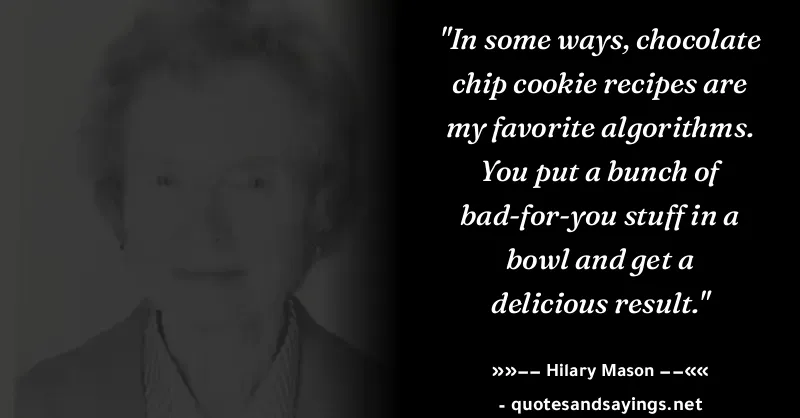 "In some ways, chocolate
chip cookie recipes are
my favorite algorithms.
You put a bunch of
bad-for-you stuff in a
bowl and get a
delicious result."
»»−− Hilary Mason −−««
- quotesandsayings.net